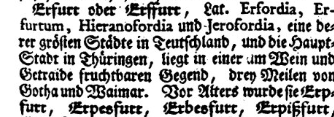 Erfurt oder Erffurt, Lat. Erfordia, Er-
furtum, Hieranofordia und Jerofordia, eine de-
rer gröſten Städte in Teutſchland, und die Haupt-
Stadt in Thüringen, liegt in einer am Wein und
Getraide fruchtbaren Gegend, drey Meilen von
Gotha und Waimar. Vor Alters wurde ſie Erp-
furt, Erpesfurt, Erbesfurt, Erpißfurt,